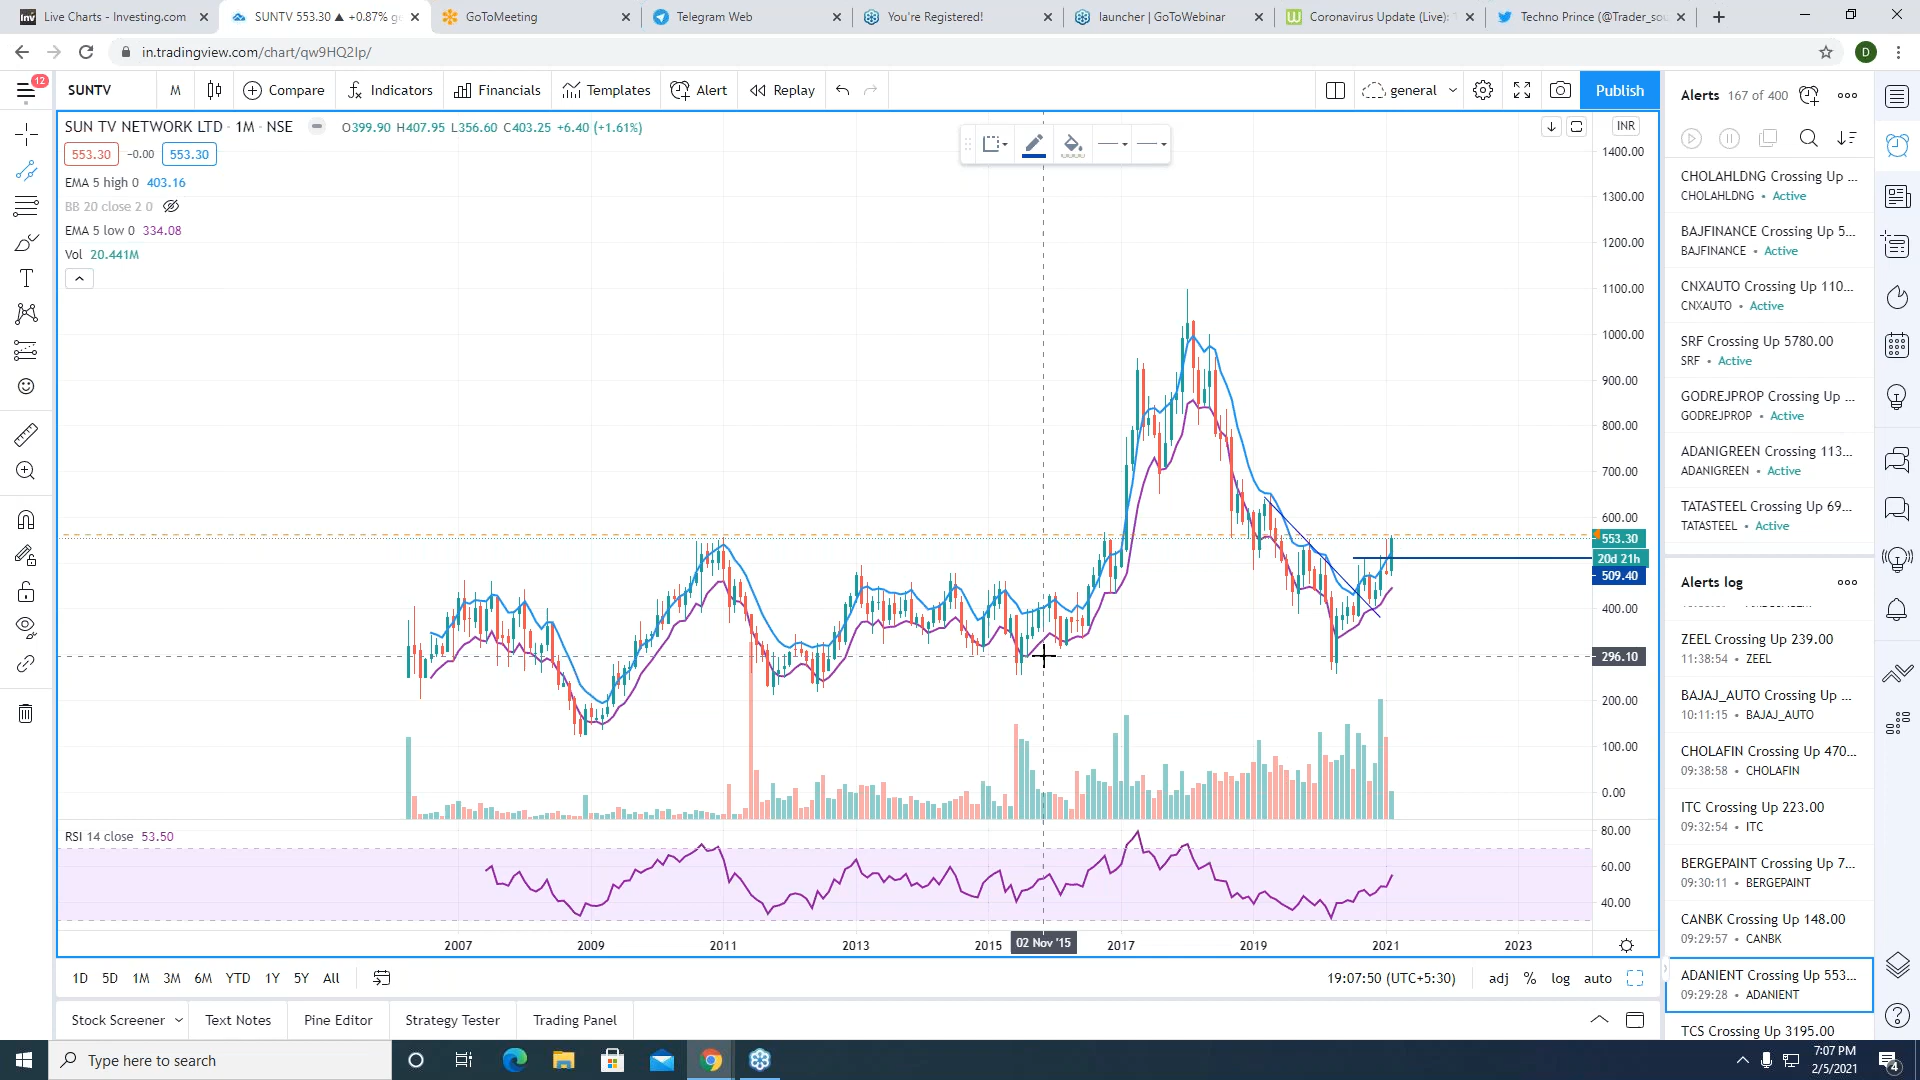 Live Charts - Investing.com
SUNTV 553.30 ▲ +0.87%
GoToMeeting
Telegram Web
You're Registered!
launcher | GoToWebinar
Coronavirus Update (Live):
Techno Prince (@Trader_sou
in.tradingview.com/chart/qw9HQ2Ip/
D
12
SUNTV
M
Compare
Indicators
Financials
Templates
Alert
Replay
general
Publish
SUN TV NETWORK LTD · 1M · NSE
O399.90 H407.95 L356.60 C403.25 +6.40 (+1.61%)
553.30
−0.00
553.30
EMA 5 high 0 403.16
BB 20 close 2 0
EMA 5 low 0 334.08
Vol 20.441M
INR
1400.00
1300.00
1200.00
1100.00
1000.00
900.00
800.00
700.00
600.00
553.30
20d 21h
509.40
400.00
296.10
200.00
100.00
0.00
RSI 14 close 53.50
80.00
60.00
40.00
2007
2009
2011
2013
2015
02 Nov '15
2017
2019
2021
2023
1D
5D
1M
3M
6M
YTD
1Y
5Y
All
19:07:50 (UTC+5:30)
adj
%
log
auto
Stock Screener
Text Notes
Pine Editor
Strategy Tester
Trading Panel
Alerts 167 of 400
CHOLAHLDNG Crossing Up ...
CHOLAHLDNG • Active
BAJFINANCE Crossing Up 5...
BAJFINANCE • Active
CNXAUTO Crossing Up 110...
CNXAUTO • Active
SRF Crossing Up 5780.00
SRF • Active
GODREJPROP Crossing Up ...
GODREJPROP • Active
ADANIGREEN Crossing 113...
ADANIGREEN • Active
TATASTEEL Crossing Up 69...
TATASTEEL • Active
Alerts log
ZEEL Crossing Up 239.00
11:38:54 • ZEEL
BAJAJ_AUTO Crossing Up ...
10:11:15 • BAJAJ_AUTO
CHOLAFIN Crossing Up 470...
09:38:58 • CHOLAFIN
ITC Crossing Up 223.00
09:32:54 • ITC
BERGEPAINT Crossing Up 7...
09:30:11 • BERGEPAINT
CANBK Crossing Up 148.00
09:29:57 • CANBK
ADANIENT Crossing Up 553...
09:29:28 • ADANIENT
TCS Crossing Up 3195.00
Type here to search
7:07 PM
2/5/2021
4